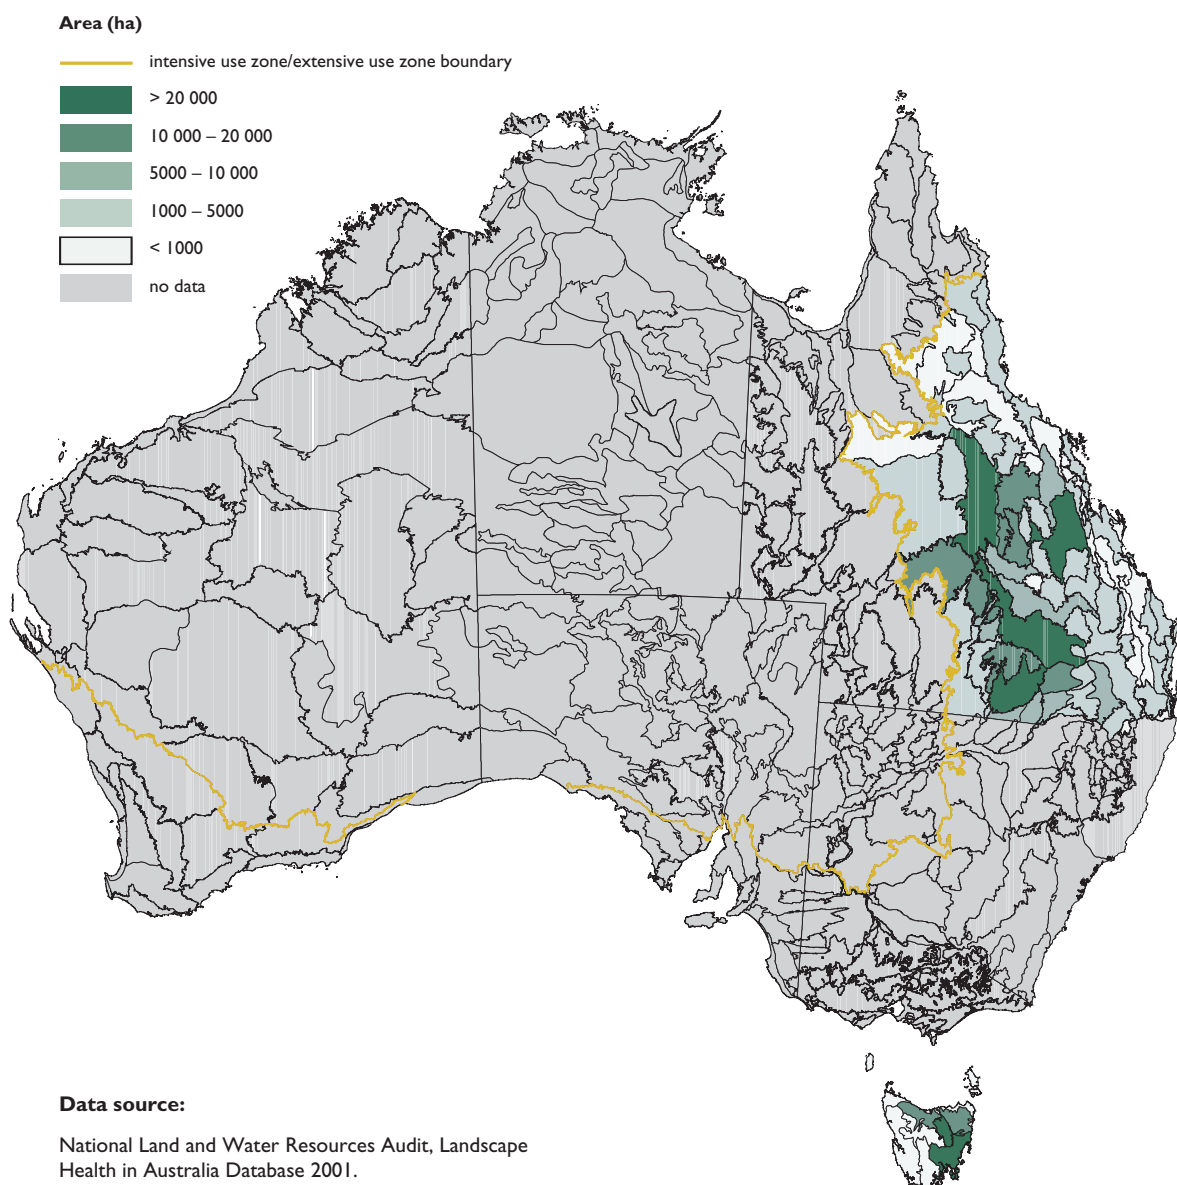 Area (ha)
intensive use zone/extensive use zone boundary
> 20 000
10 000 – 20 000
5000 – 10 000
1000 – 5000
< 1000
no data
Data source:
National Land and Water Resources Audit, Landscape
Health in Australia Database 2001.